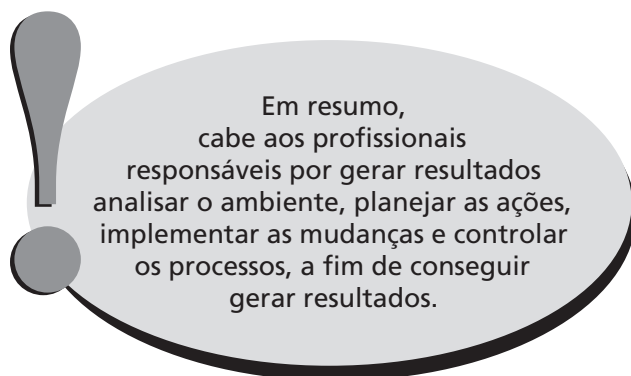 Em resumo,
cabe aos profissionais
responsáveis por gerar resultados
analisar o ambiente, planejar as ações,
implementar as mudanças e controlar
os processos, a fim de conseguir
gerar resultados.